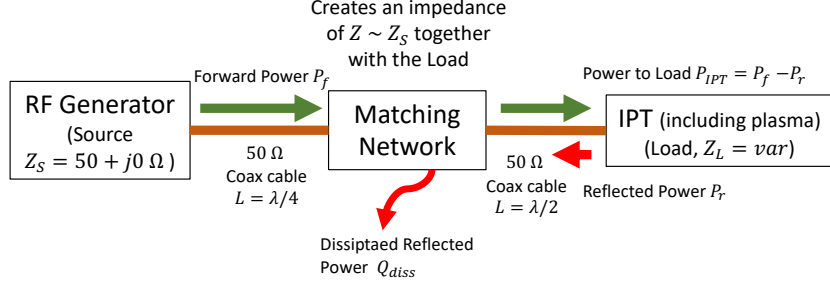 Creates an impedance
of Z ~ Z_S together
with the Load
Forward Power P_f
Power to Load P_IPT = P_f −P_r
RF Generator
(Source
Z_S = 50 + j0 Ω )
Matching
Network
IPT (including plasma)
(Load, Z_L = var)
50 Ω
Coax cable
L = λ/4
50 Ω
Coax cable
L = λ/2
Reflected Power P_r
Dissiptaed Reflected
Power Q_diss